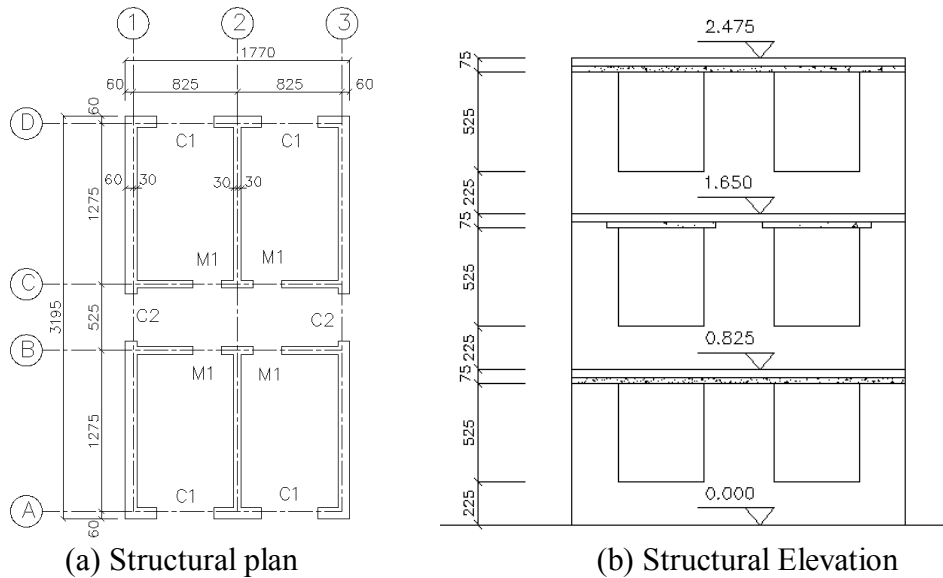 1 2 3
1770
60 825 825 60
60
D
C1 C1
60 30 30 30
1275
M1 M1
C
C2 C2
3195
525
B
M1 M1
1275
C1 C1
A
60
(a) Structural plan
2.475
75
525
1.650
225
75
525
0.825
225
75
525
0.000
225
(b) Structural Elevation